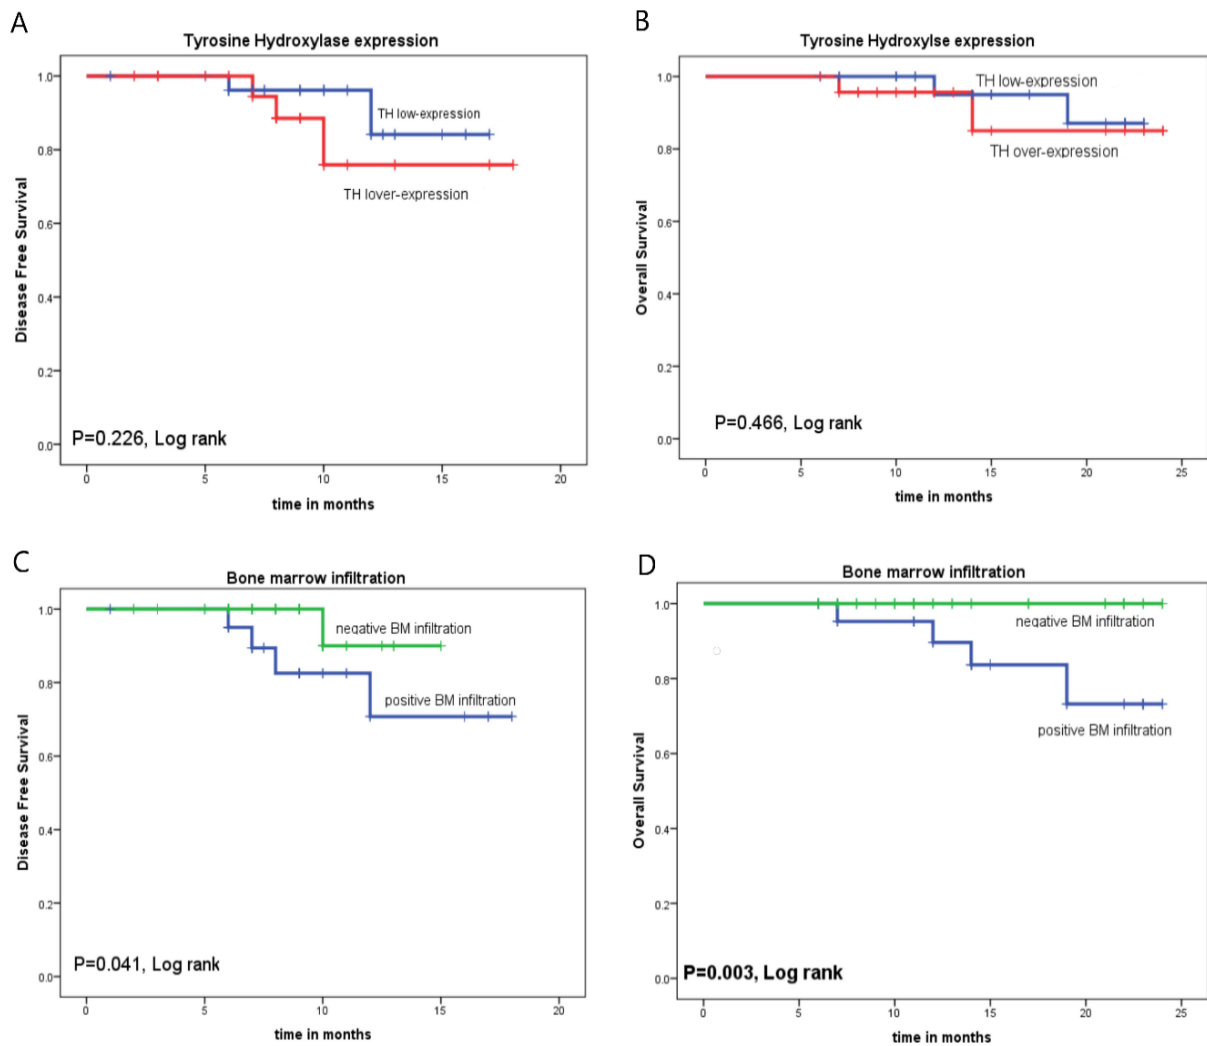 A
Tyrosine Hydroxylase expression
1.0
0.8
0.6
0.4
0.2
0.0
Disease Free Survival
TH low-expression
TH lover-expression
P=0.226, Log rank
0 5 10 15 20
time in months
B
Tyrosine Hydroxylse expression
1.0
0.8
0.6
0.4
0.2
0.0
Overall Survival
TH low-expression
TH over-expression
P=0.466, Log rank
0 5 10 15 20 25
time in months
C
Bone marrow infiltration
1.0
0.8
0.6
0.4
0.2
0.0
Disease Free Survival
negative BM infiltration
positive BM infiltration
P=0.041, Log rank
0 5 10 15 20
time in months
D
Bone marrow infiltration
1.0
0.8
0.6
0.4
0.2
0.0
Overall Survival
negative BM infiltration
positive BM infiltration
P=0.003, Log rank
0 5 10 15 20 25
time in months